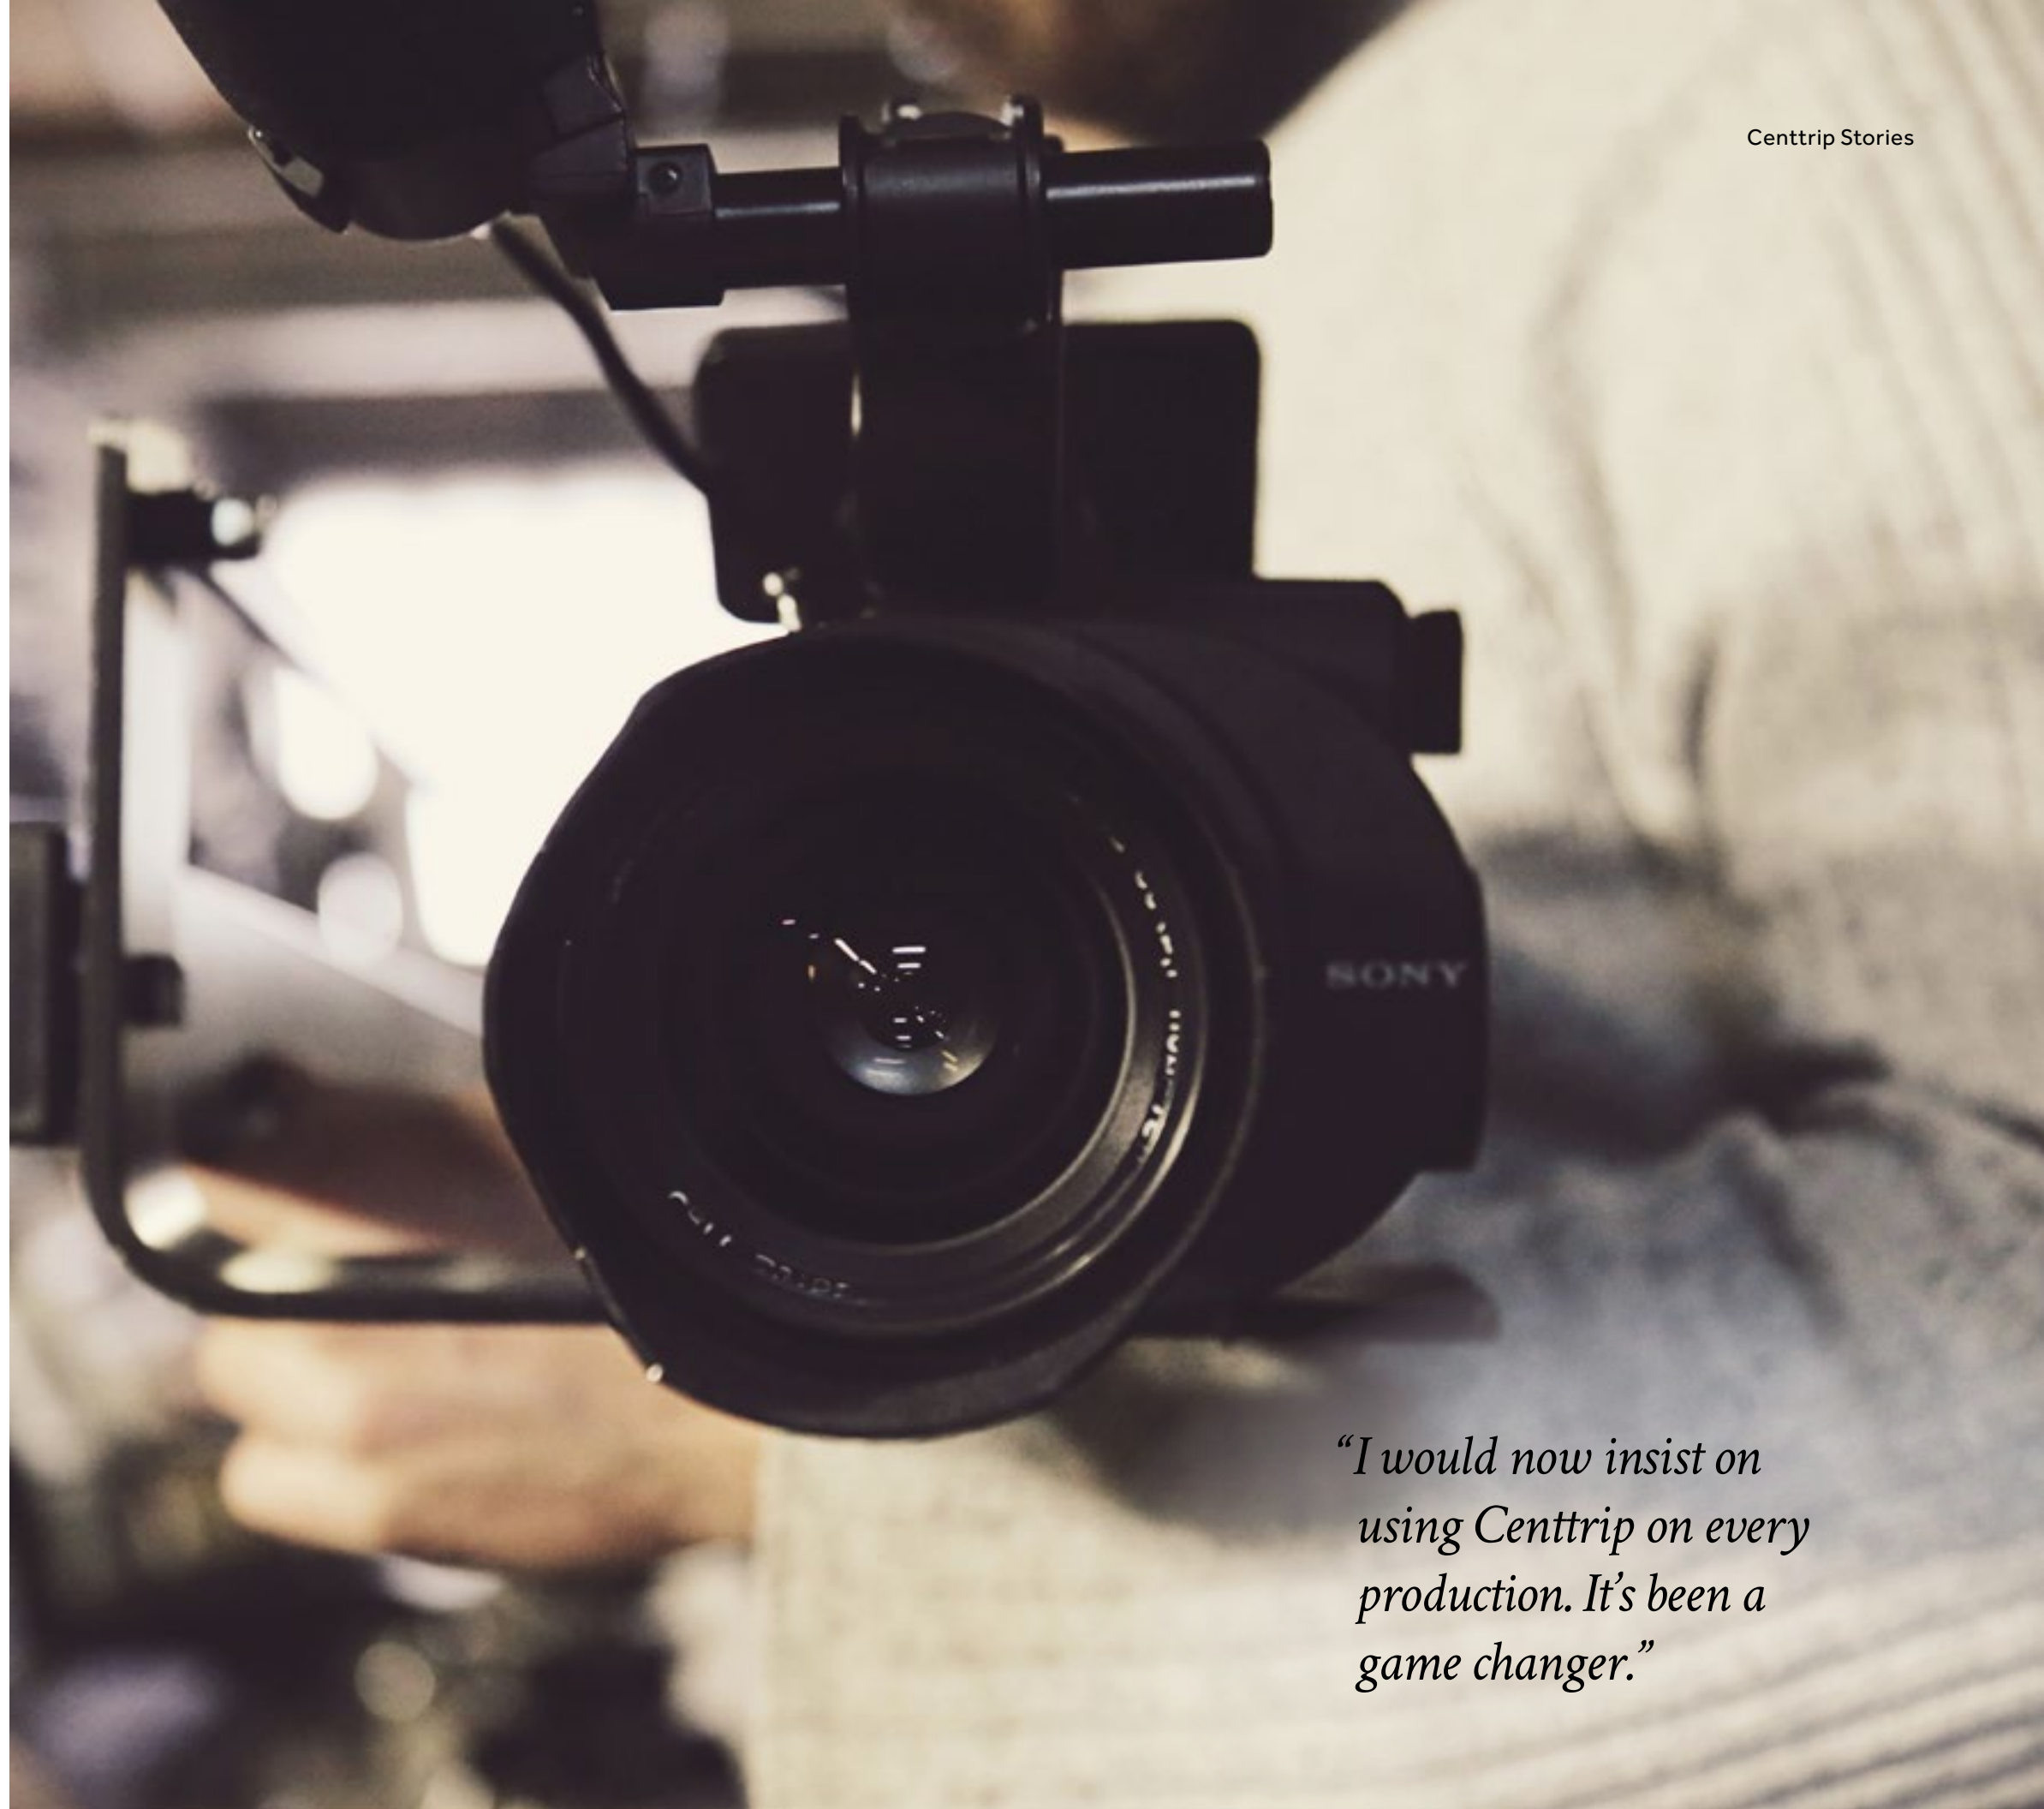 Centtrip Stories
SONY
“I would now insist on
using Centtrip on every
production. It’s been a
game changer.”